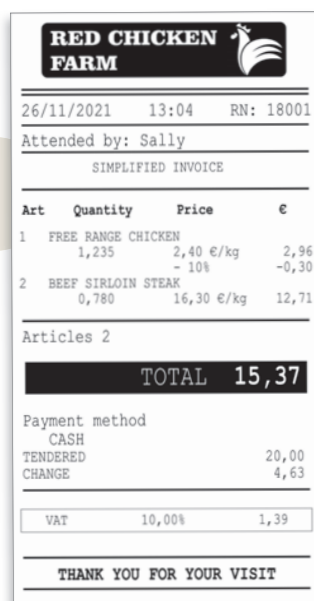 RED CHICKEN
FARM
26/11/2021 13:04 RN: 18001
Attended by: Sally
SIMPLIFIED INVOICE
Art Quantity Price €
1 FREE RANGE CHICKEN
1,235 2,40 €/kg 2,96
- 10% -0,30
2 BEEF SIRLOIN STEAK
0,780 16,30 €/kg 12,71
Articles 2
TOTAL 15,37
Payment method
CASH
TENDERED 20,00
CHANGE 4,63
VAT 10,00% 1,39
THANK YOU FOR YOUR VISIT